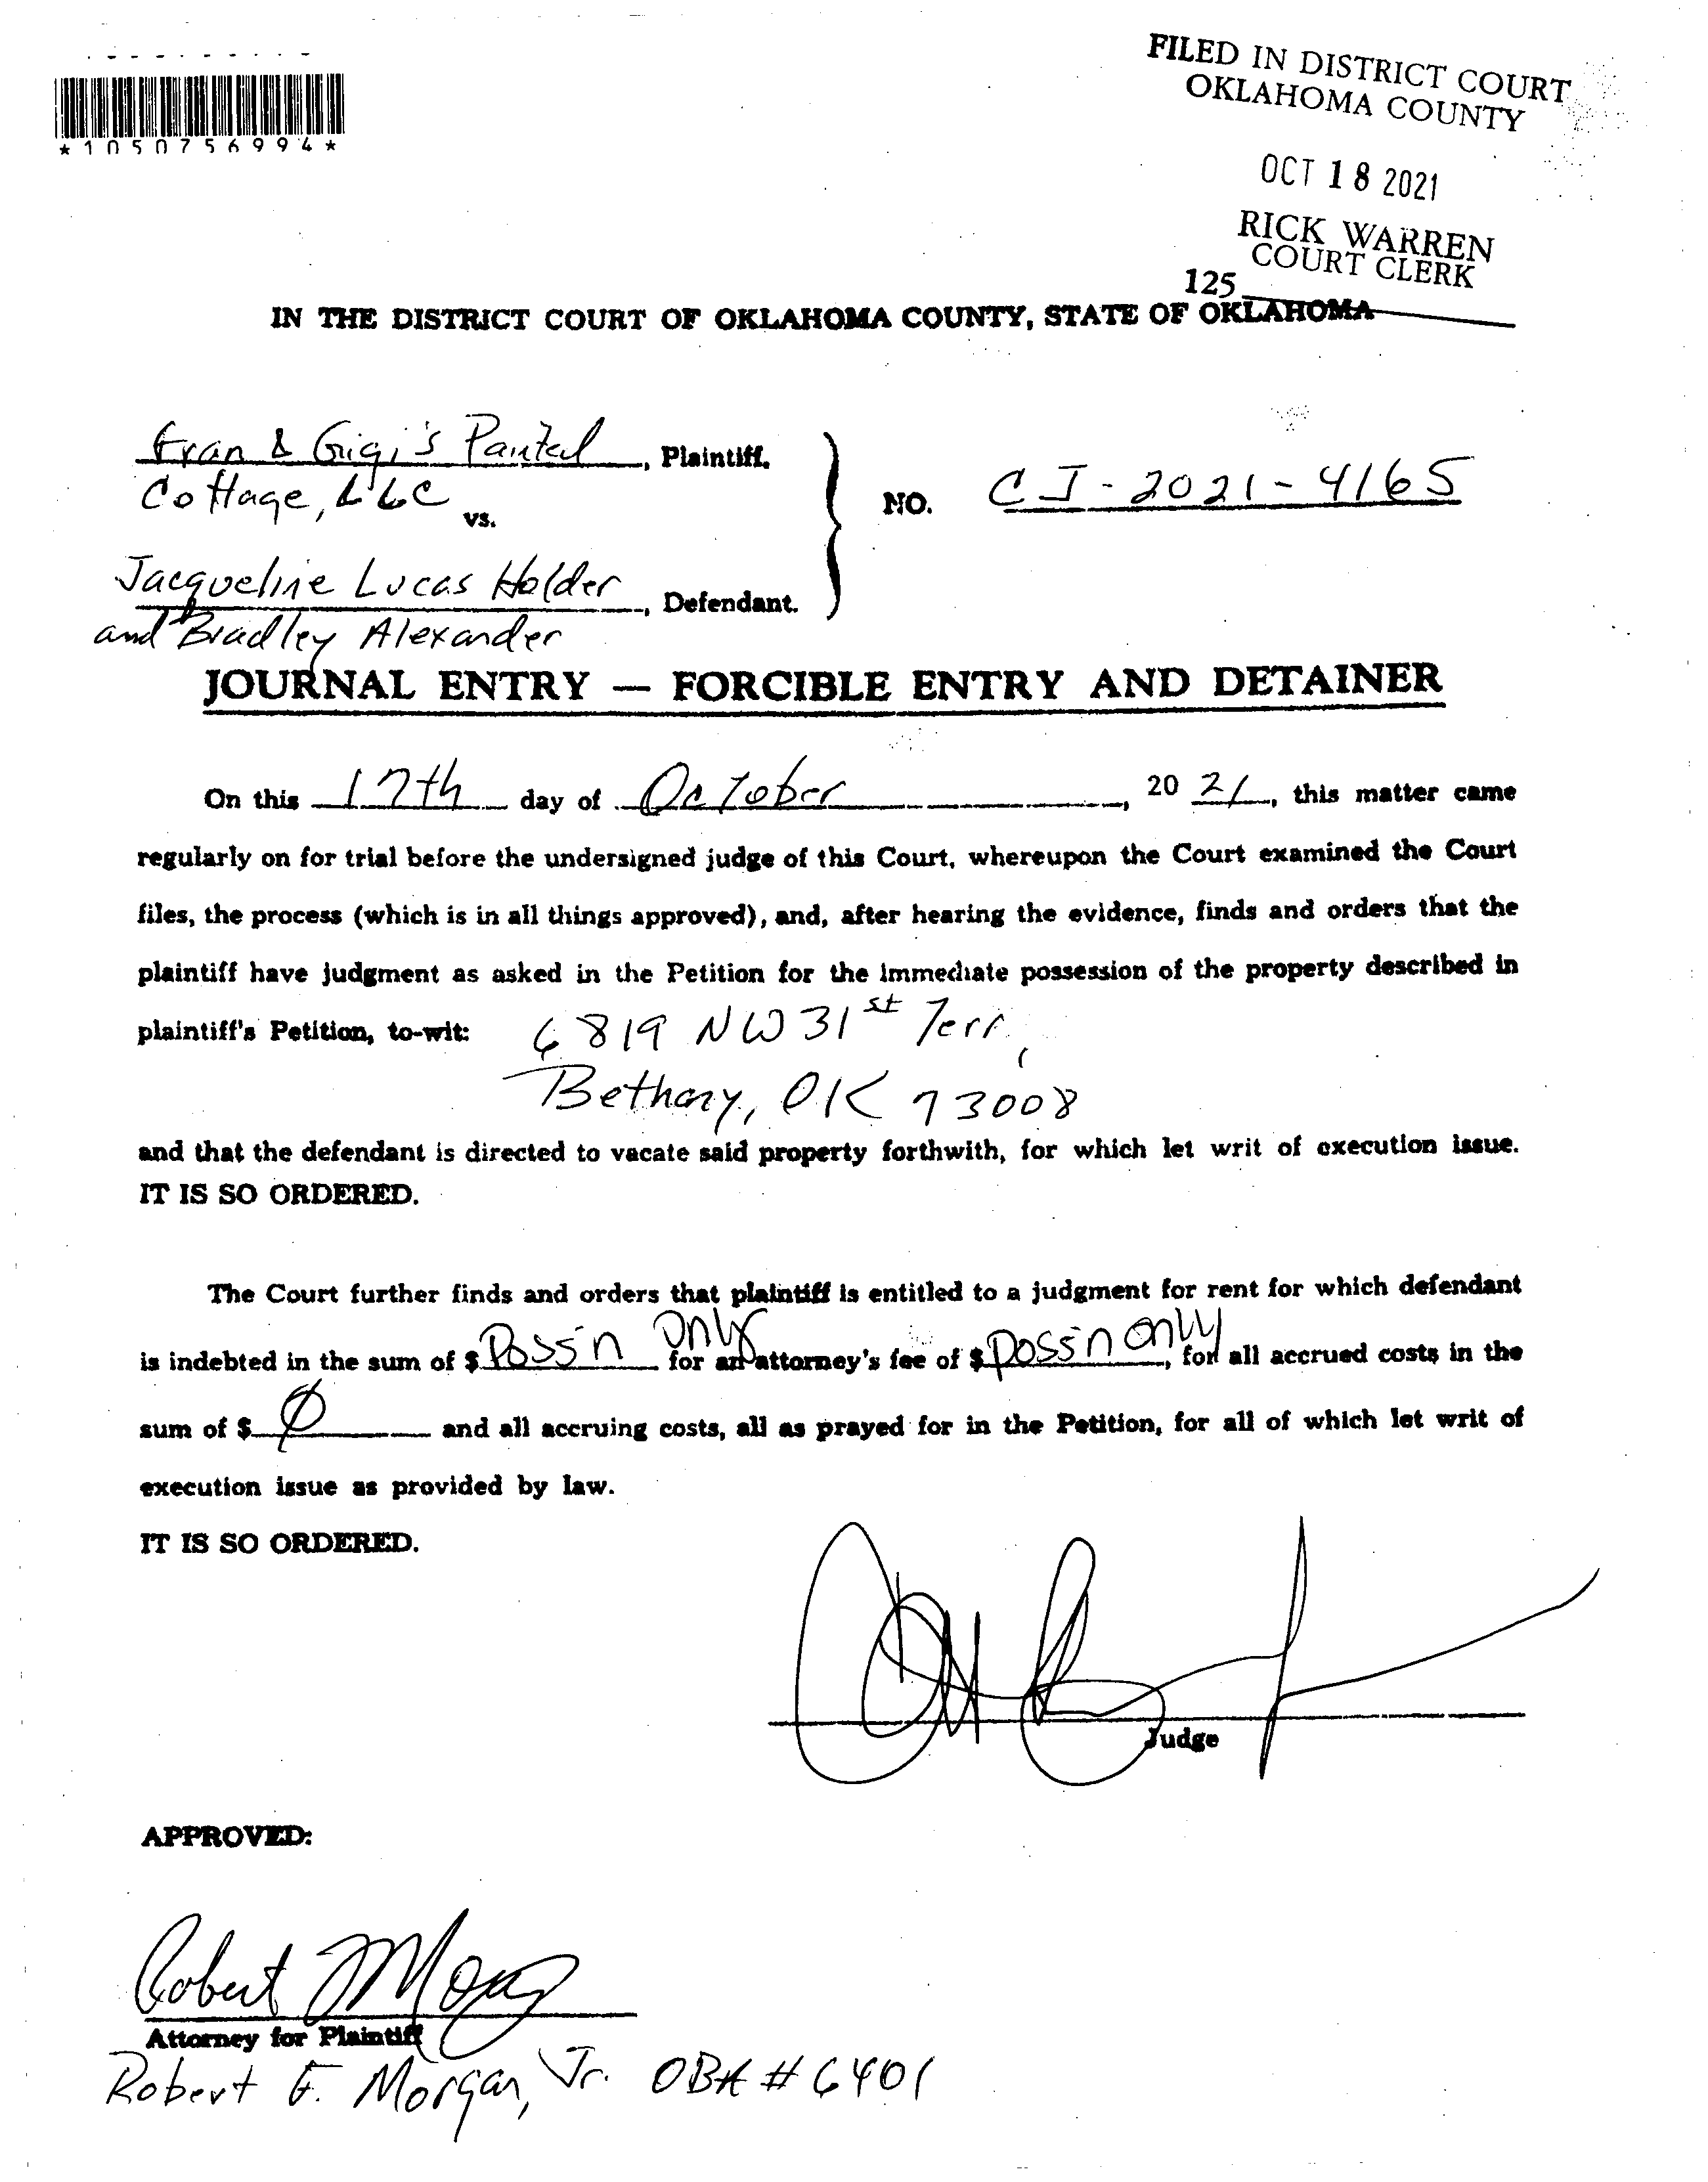 FILED IN DISTRICT COURT
OKLAHOMA COUNTY
*1050756994*
OCT 18 2021
RICK WARREN
COURT CLERK
125
IN THE DISTRICT COURT OF OKLAHOMA COUNTY, STATE OF OKLAHOMA
Fran & Gigi's Pantal, Plaintiff,
Cottage, LLC vs.
NO. CJ-2021-4165
Jacqueline Lucas Holder, Defendant.
and Bradley Alexander
JOURNAL ENTRY — FORCIBLE ENTRY AND DETAINER
On this 17th day of October, 2021, this matter came
regularly on for trial before the undersigned judge of this Court, whereupon the Court examined the Court
files, the process (which is in all things approved), and, after hearing the evidence, finds and orders that the
plaintiff have judgment as asked in the Petition for the immediate possession of the property described in
plaintiff's Petition, to-wit: 6819 NW 31st Terr,
Bethany, OK 73008
and that the defendant is directed to vacate said property forthwith, for which let writ of execution issue.
IT IS SO ORDERED.
The Court further finds and orders that plaintiff is entitled to a judgment for rent for which defendant
is indebted in the sum of $ Poss'n Only for an attorney's fee of $ poss'n only, for all accrued costs in the
sum of $ Ø and all accruing costs, all as prayed for in the Petition, for all of which let writ of
execution issue as provided by law.
IT IS SO ORDERED.
Judge
APPROVED:
Robert J Morg
Attorney for Plaintiff
Robert F. Morgan, Jr. OBA # 6401